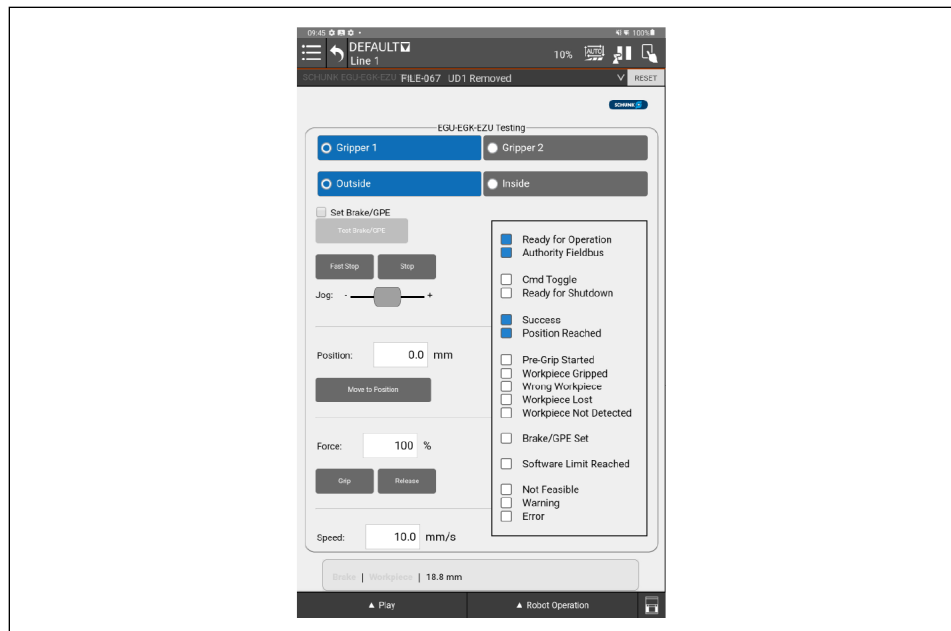 09:45
100%
DEFAULT
Line 1
10%
AUTO
SCHUNK EGU-EGK-EZU FILE-067 UD1 Removed
RESET
SCHUNK
EGU-EGK-EZU Testing
Gripper 1
Gripper 2
Outside
Inside
Set Brake/GPE
Test Brake/GPE
Fast Stop
Stop
Jog: - +
Position: 0.0 mm
Move to Position
Force: 100 %
Grip
Release
Speed: 10.0 mm/s
Ready for Operation
Authority Fieldbus
Cmd Toggle
Ready for Shutdown
Success
Position Reached
Pre-Grip Started
Workpiece Gripped
Wrong Workpiece
Workpiece Lost
Workpiece Not Detected
Brake/GPE Set
Software Limit Reached
Not Feasible
Warning
Error
Brake | Workpiece | 18.8 mm
▲ Play
▲ Robot Operation